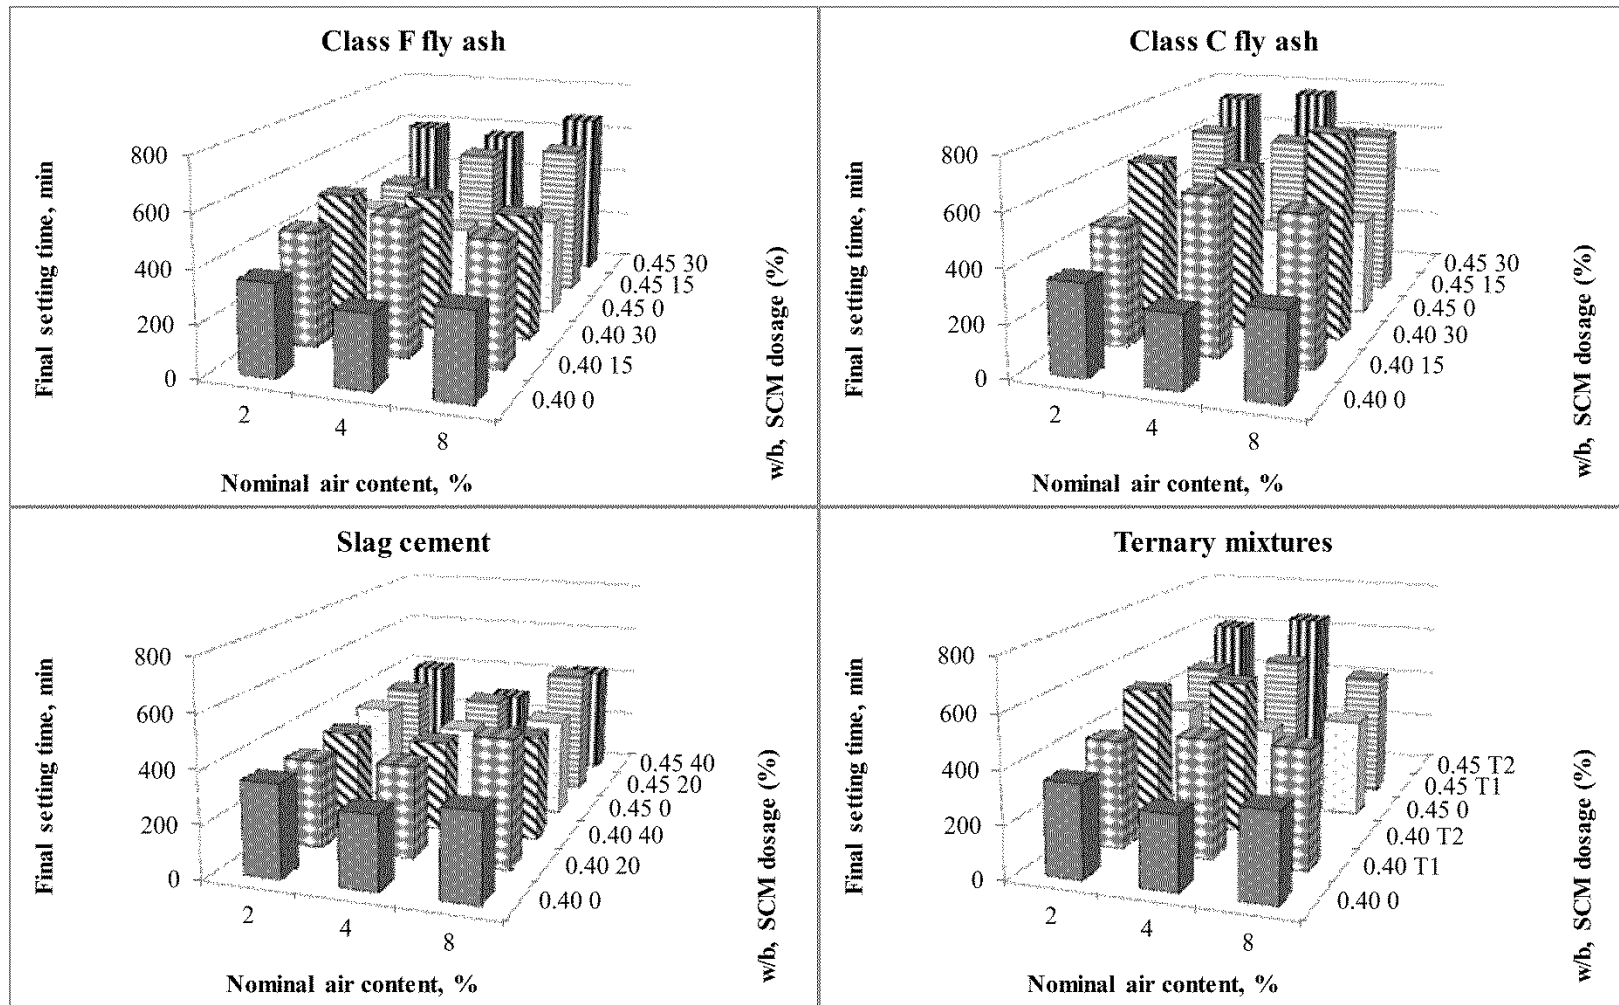 Class F fly ash
Final setting time, min
800
600
400
200
0
2
4
8
Nominal air content, %
0.45 30
0.45 15
0.45 0
0.40 30
0.40 15
0.40 0
w/b, SCM dosage (%)
Class C fly ash
Final setting time, min
800
600
400
200
0
2
4
8
Nominal air content, %
0.45 30
0.45 15
0.45 0
0.40 30
0.40 15
0.40 0
w/b, SCM dosage (%)
Slag cement
Final setting time, min
800
600
400
200
0
2
4
8
Nominal air content, %
0.45 40
0.45 20
0.45 0
0.40 40
0.40 20
0.40 0
w/b, SCM dosage (%)
Ternary mixtures
Final setting time, min
800
600
400
200
0
2
4
8
Nominal air content, %
0.45 T2
0.45 T1
0.45 0
0.40 T2
0.40 T1
0.40 0
w/b, SCM dosage (%)